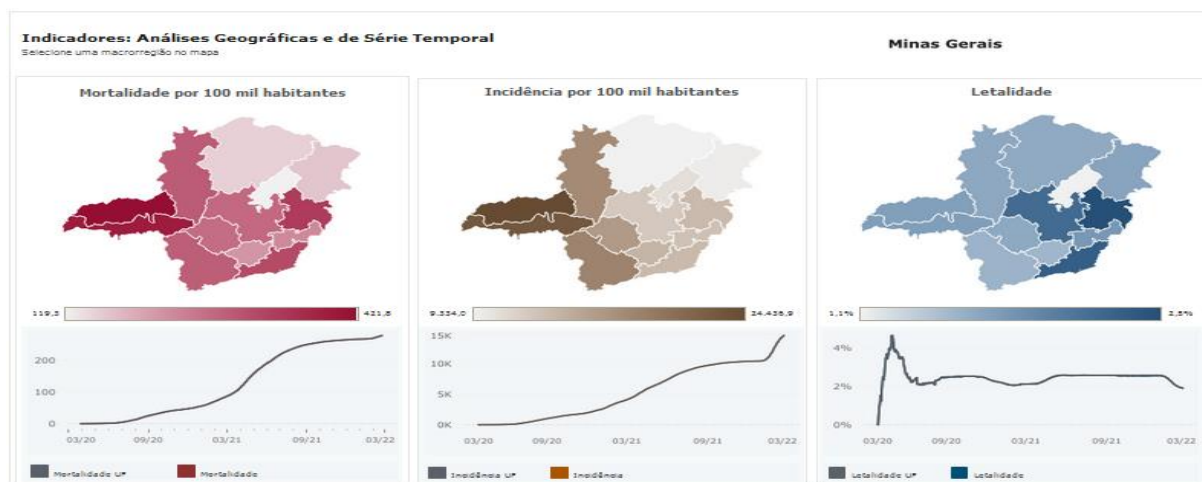 Indicadores: Análises Geográficas e de Série Temporal
Selecione uma macrorregião no mapa
Minas Gerais
Mortalidade por 100 mil habitantes
119,3
421,8
200
100
0
03/20 09/20 03/21 09/21 03/22
Mortalidade UF Mortalidade
Incidência por 100 mil habitantes
9.334,0
24.436,9
15K
10K
5K
0K
03/20 09/20 03/21 09/21 03/22
Incidência UF Incidência
Letalidade
1,1%
2,5%
4%
2%
0%
03/20 09/20 03/21 09/21 03/22
Letalidade UF Letalidade